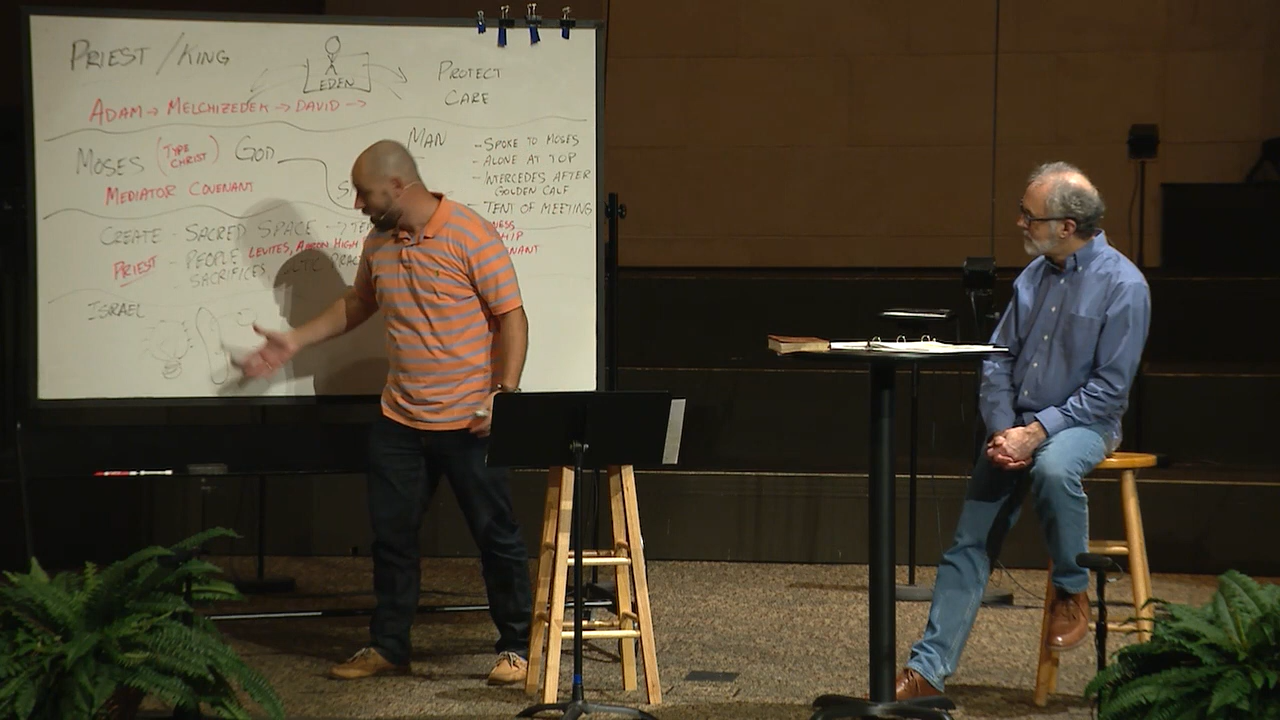 PRIEST / KING
EDEN
PROTECT
CARE
ADAM → MELCHIZEDEK → DAVID →
MOSES (TYPE CHRIST) GOD
MAN
- SPOKE TO MOSES
- ALONE AT TOP
- INTERCEDES AFTER
GOLDEN CALF
- TENT OF MEETING
MEDIATOR COVENANT
CREATE - SACRED SPACE →
PRIEST - PEOPLE LEVITES, AARON HIGH
SACRIFICES
ISRAEL